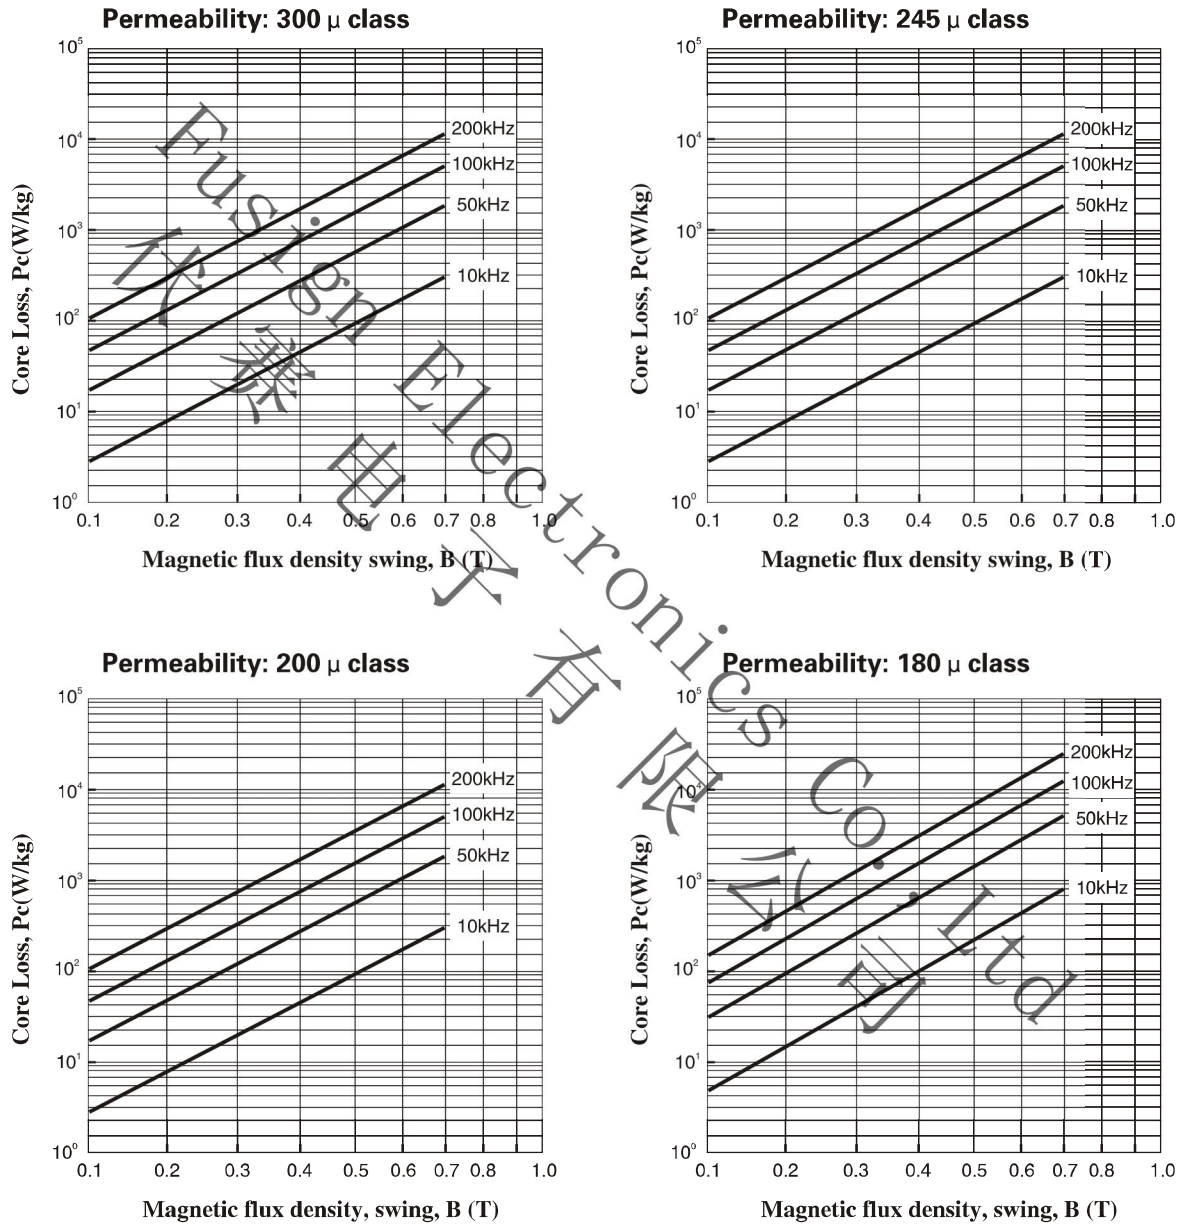 Permeability: 300 μ class
10⁵
10⁴
10³
10²
10¹
10⁰
Core Loss, Pc(W/kg)
200kHz
100kHz
50kHz
10kHz
0.1 0.2 0.3 0.4 0.5 0.6 0.7 0.8 1.0
Magnetic flux density swing, B (T)
Permeability: 245 μ class
10⁵
10⁴
10³
10²
10¹
10⁰
Core Loss, Pc(W/kg)
200kHz
100kHz
50kHz
10kHz
0.1 0.2 0.3 0.4 0.5 0.6 0.7 0.8 1.0
Magnetic flux density swing, B (T)
Permeability: 200 μ class
10⁵
10⁴
10³
10²
10¹
10⁰
Core Loss, Pc(W/kg)
200kHz
100kHz
50kHz
10kHz
0.1 0.2 0.3 0.4 0.5 0.6 0.7 0.8 1.0
Magnetic flux density, swing, B (T)
Permeability: 180 μ class
10⁵
10⁴
10³
10²
10¹
10⁰
Core Loss, Pc(W/kg)
200kHz
100kHz
50kHz
10kHz
0.1 0.2 0.3 0.4 0.5 0.6 0.7 0.8 1.0
Magnetic flux density, swing, B (T)
Fusign Electronics Co., Ltd
伏赛电子有限公司